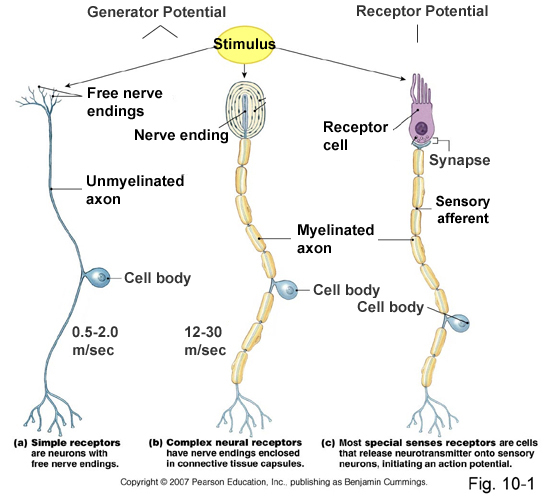 Generator Potential
Receptor Potential
Stimulus
Free nerve
endings
Nerve ending
Receptor
cell
Synapse
Unmyelinated
axon
Sensory
afferent
Myelinated
axon
Cell body
Cell body
Cell body
0.5-2.0
m/sec
12-30
m/sec
(a) Simple receptors
are neurons with
free nerve endings.
(b) Complex neural receptors
have nerve endings enclosed
in connective tissue capsules.
(c) Most special senses receptors are cells
that release neurotransmitter onto sensory
neurons, initiating an action potential.
Copyright © 2007 Pearson Education, Inc., publishing as Benjamin Cummings.
Fig. 10-1